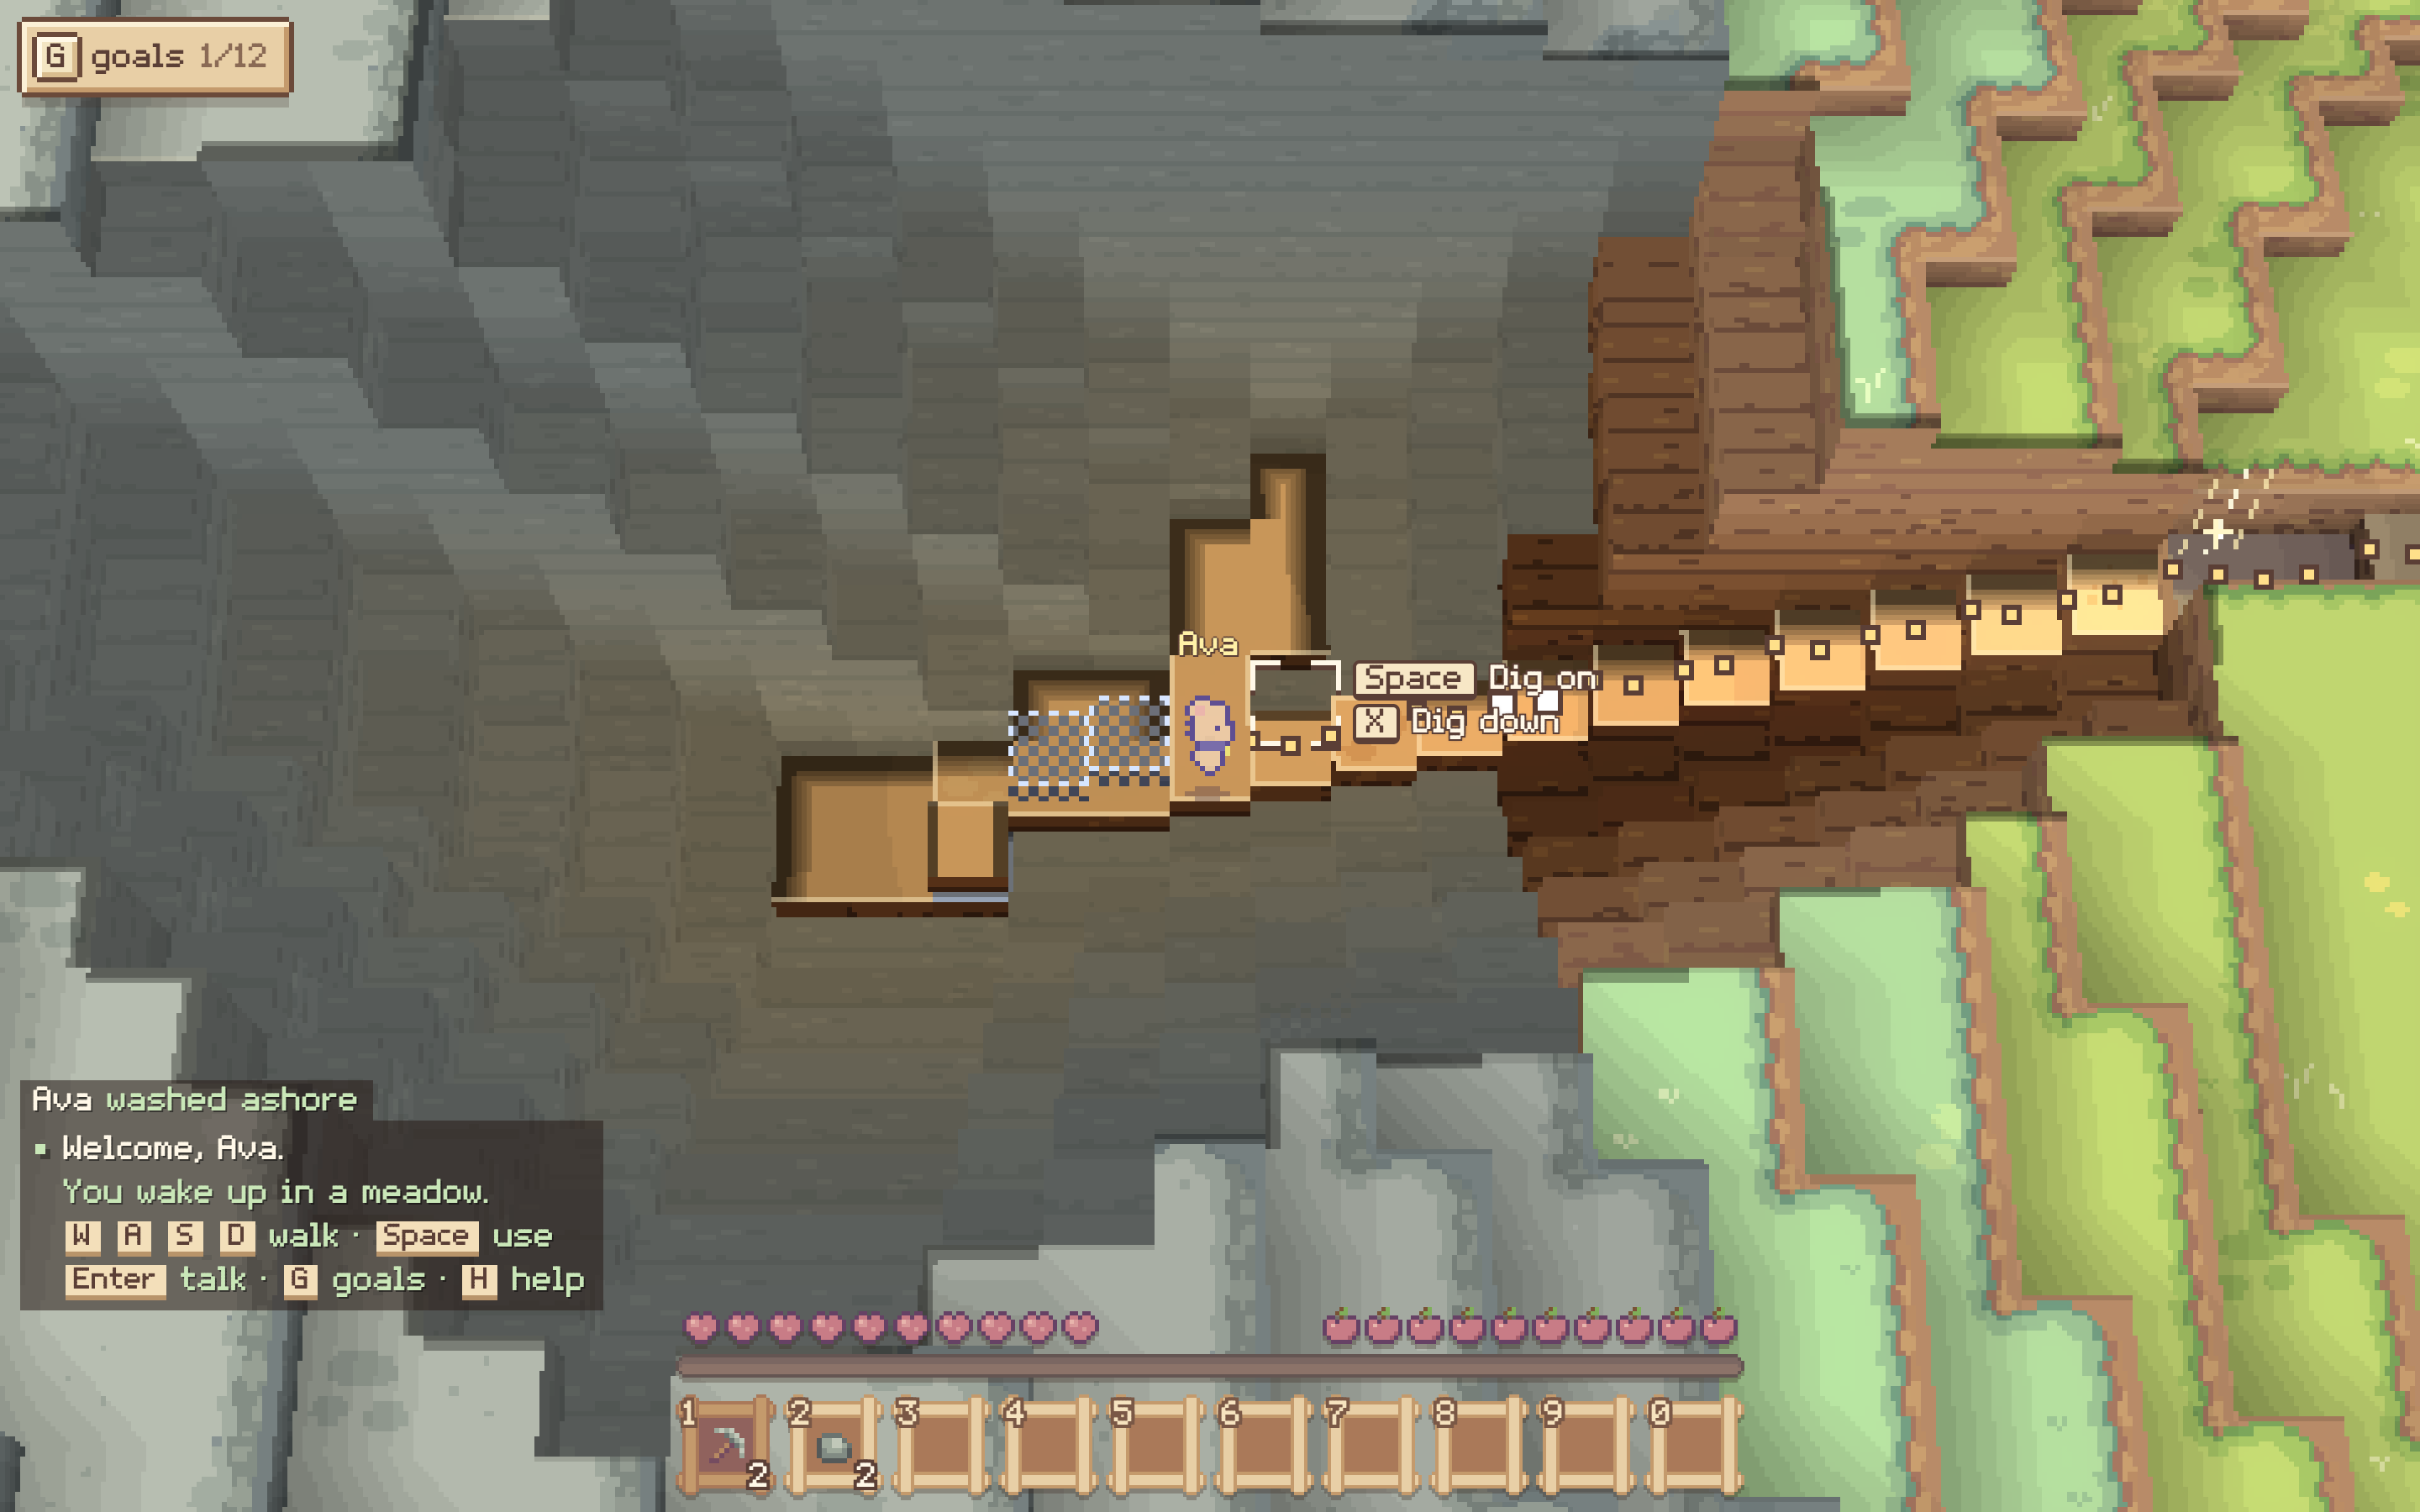 G goals 1/12
Ava
Space Dig on
X Dig down
Ava washed ashore
Welcome, Ava.
You wake up in a meadow.
W A S D walk · Space use
Enter talk · G goals · H help
1 2 3 4 5 6 7 8 9 0
2 2